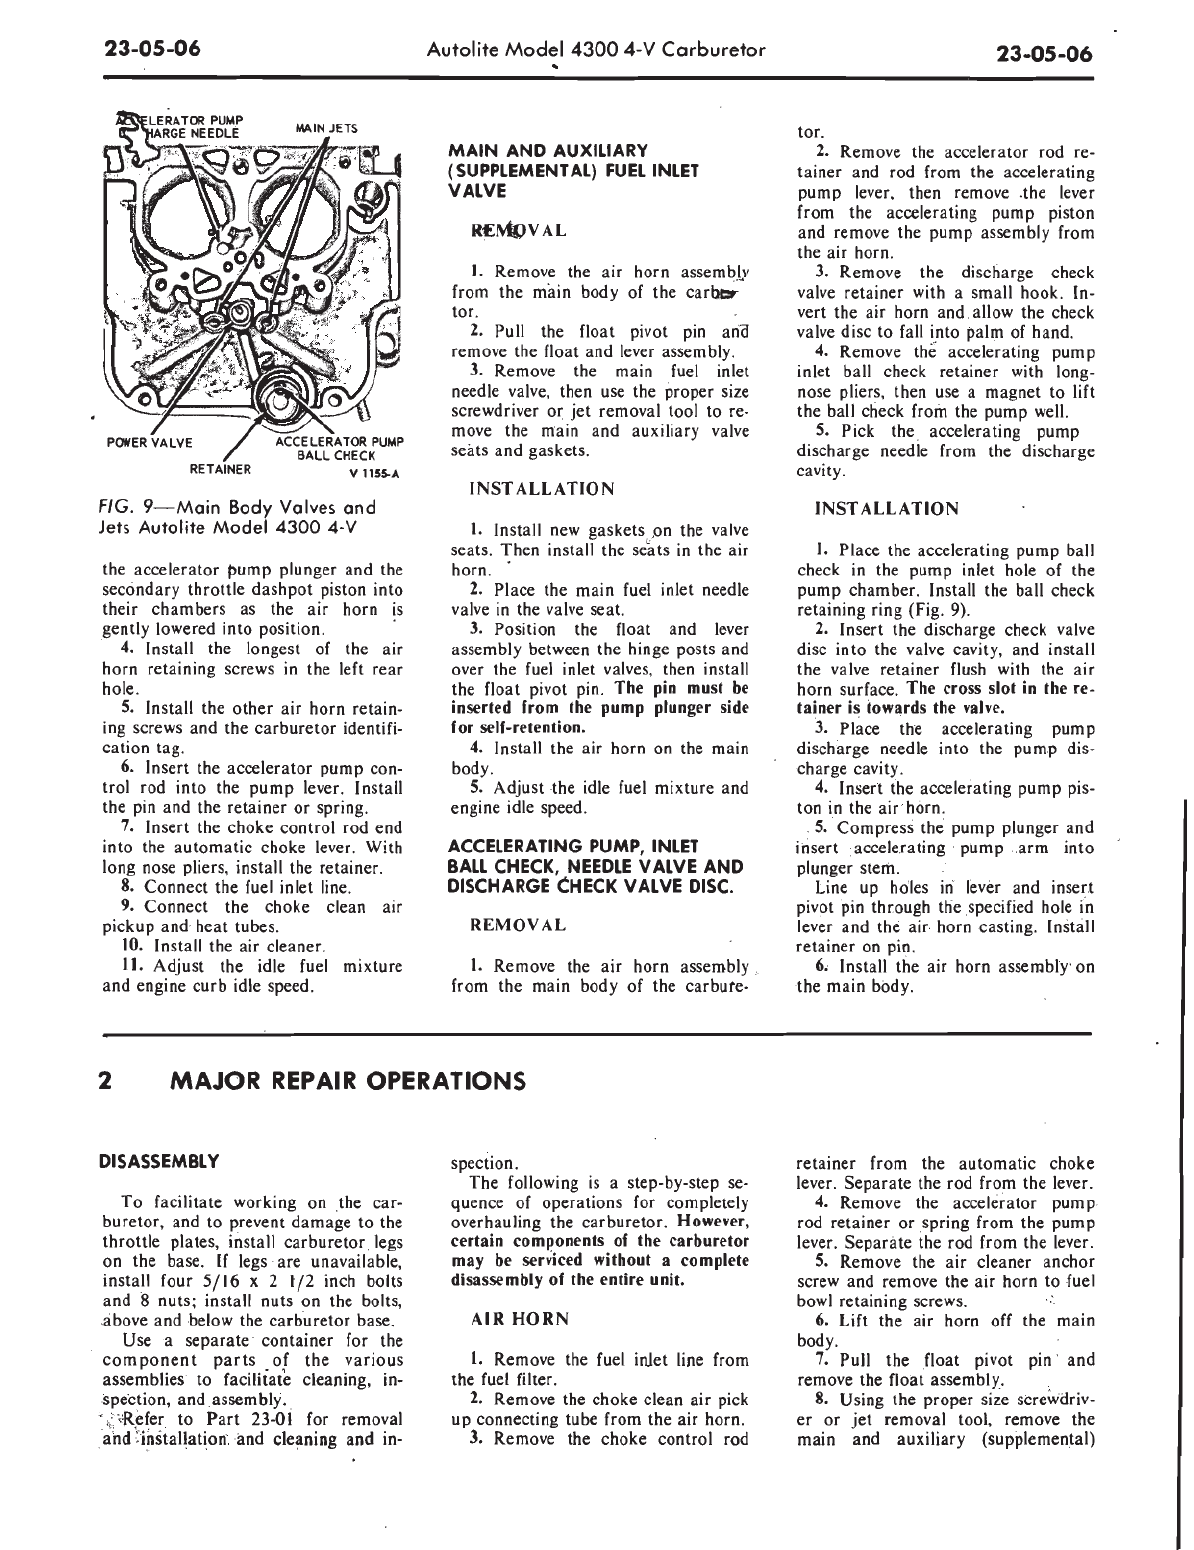 23-05-06
Autolite Model 4300 4-V Carburetor
23-05-06
MAIN JETS
POWER VALVE
ACCELERATOR PUMP
BALL CHECK
RETAINER
V 1155-A
FIG. 9—Main Body Valves and
Jets Autolite Model 4300 4-V
the accelerator pump plunger and the
secondary throttle dashpot piston into
their chambers as the air horn is
gently lowered into position.
4. Install the longest of the air
horn retaining screws in the left rear
hole.
5. Install the other air horn retain-
ing screws and the carburetor identifi-
cation tag.
6. Insert the accelerator pump con-
trol rod into the pump lever. Install
the pin and the retainer or spring.
7. Insert the choke control rod end
into the automatic choke lever. With
long nose pliers, install the retainer.
8. Connect the fuel inlet line.
9. Connect the choke clean air
pickup and heat tubes.
10. Install the air cleaner.
11. Adjust the idle fuel mixture
and engine curb idle speed.
MAIN AND AUXILIARY
(SUPPLEMENTAL) FUEL INLET
VALVE
REMOVAL
1. Remove the air horn assembly
from the main body of the
tor.
2. Pull the float pivot pin and
remove the float and lever assembly.
3. Remove the main fuel inlet
needle valve, then use the proper size
screwdriver or jet removal tool to re-
move the main and auxiliary valve
seats and gaskets.
INSTALLATION
1. Install new gaskets on the valve
seats. Then install the seats in the air
horn.
2. Place the main fuel inlet needle
valve in the valve seat.
3. Position the float and lever
assembly between the hinge posts and
over the fuel inlet valves, then install
the float pivot pin. The pin must be
inserted from the pump plunger side
for self-retention.
4. Install the air horn on the main
body.
5. Adjust the idle fuel mixture and
engine idle speed.
ACCELERATING PUMP, INLET
BALL CHECK, NEEDLE VALVE AND
DISCHARGE CHECK VALVE DISC.
REMOVAL
1. Remove the air horn assembly
from the main body of the carbure-
tor.
2. Remove the accelerator rod re-
tainer and rod from the accelerating
pump lever, then remove the lever
from the accelerating pump piston
and remove the pump assembly from
the air horn.
3. Remove the discharge check
valve retainer with a small hook. In-
vert the air horn and allow the check
valve disc to fall into palm of hand.
4. Remove the accelerating pump
inlet ball check retainer with long-
nose pliers, then use a magnet to lift
the ball check from the pump well.
5. Pick the accelerating pump
discharge needle from the discharge
cavity.
INSTALLATION
1. Place the accelerating pump ball
check in the pump inlet hole of the
pump chamber. Install the ball check
retaining ring (Fig. 9).
2. Insert the discharge check valve
disc into the valve cavity, and install
the valve retainer flush with the air
horn surface. The cross slot in the re-
tainer is towards the valve.
3. Place the accelerating pump
discharge needle into the pump dis-
charge cavity.
4. Insert the accelerating pump pis-
ton in the air horn.
5. Compress the pump plunger and
insert accelerating pump arm into
plunger stem.
Line up holes in lever and insert
pivot pin through the specified hole in
lever and the air horn casting. Install
retainer on pin.
6. Install the air horn assembly on
the main body.
2 MAJOR REPAIR OPERATIONS
DISASSEMBLY
To facilitate working on the car-
buretor, and to prevent damage to the
throttle plates, install carburetor legs
on the base. If legs are unavailable,
install four 5/16 x 2 1/2 inch bolts
and 8 nuts; install nuts on the bolts,
above and below the carburetor base.
Use a separate container for the
component parts of the various
assemblies to facilitate cleaning, in-
spection, and assembly.
Refer to Part 23-01 for removal
and installation and cleaning and in-
spection.
The following is a step-by-step se-
quence of operations for completely
overhauling the carburetor. However,
certain components of the carburetor
may be serviced without a complete
disassembly of the entire unit.
AIR HORN
1. Remove the fuel inlet line from
the fuel filter.
2. Remove the choke clean air pick
up connecting tube from the air horn.
3. Remove the choke control rod
retainer from the automatic choke
lever. Separate the rod from the lever.
4. Remove the accelerator pump
rod retainer or spring from the pump
lever. Separate the rod from the lever.
5. Remove the air cleaner anchor
screw and remove the air horn to fuel
bowl retaining screws.
6. Lift the air horn off the main
body.
7. Pull the float pivot pin and
remove the float assembly.
8. Using the proper size screwdriv-
er or jet removal tool, remove the
main and auxiliary (supplemental)